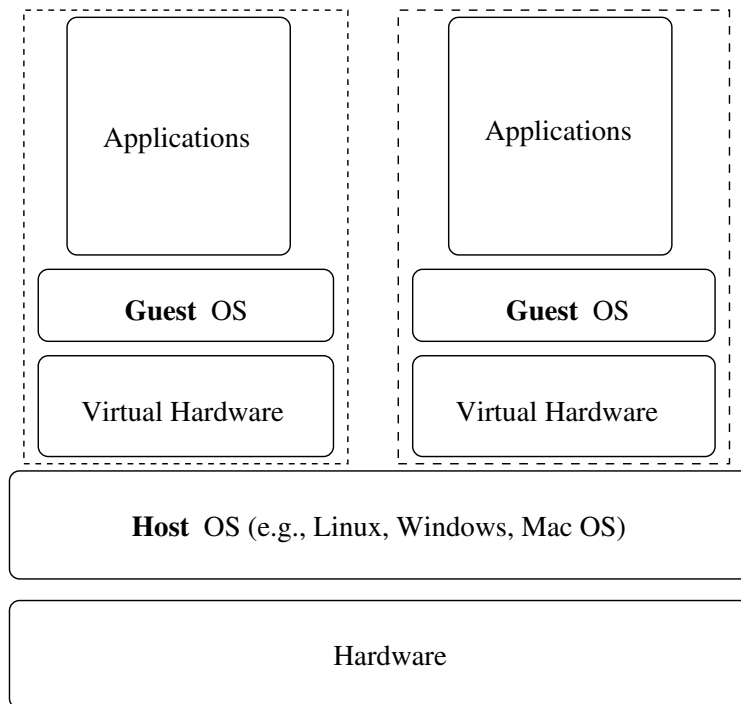 Applications
Applications
Guest OS
Guest OS
Virtual Hardware
Virtual Hardware
Host OS (e.g., Linux, Windows, Mac OS)
Hardware